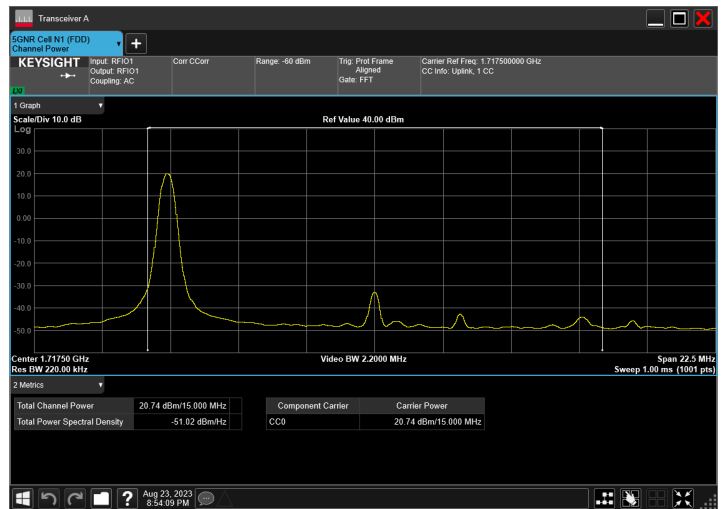 Transceiver A
5GNR Cell N1 (FDD)
Channel Power
KEYSIGHT
LXI
Input: RFIO1
Output: RFIO1
Coupling: AC
Corr CCorr
Range: -60 dBm
Trig: Prot Frame
Aligned
Gate: FFT
Carrier Ref Freq: 1.717500000 GHz
CC Info: Uplink, 1 CC
1 Graph
Scale/Div 10.0 dB
Ref Value 40.00 dBm
Log
30.0
20.0
10.0
0.00
-10.0
-20.0
-30.0
-40.0
-50.0
Center 1.71750 GHz
Video BW 2.2000 MHz
Span 22.5 MHz
Res BW 220.00 kHz
Sweep 1.00 ms (1001 pts)
2 Metrics
Total Channel Power 20.74 dBm/15.000 MHz
Total Power Spectral Density -51.02 dBm/Hz
Component Carrier Carrier Power
CC0 20.74 dBm/15.000 MHz
Aug 23, 2023
8:54:09 PM